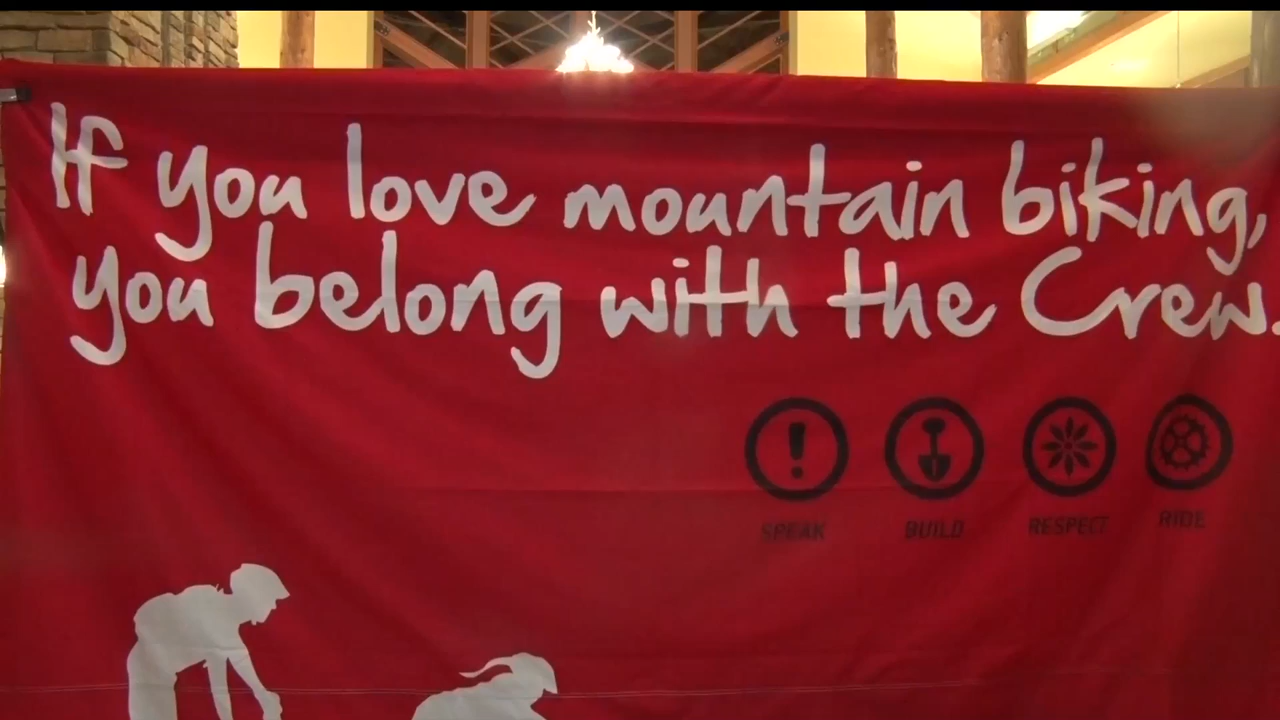 If you love mountain biking,
you belong with the Crew.
SPEAK BUILD RESPECT RIDE